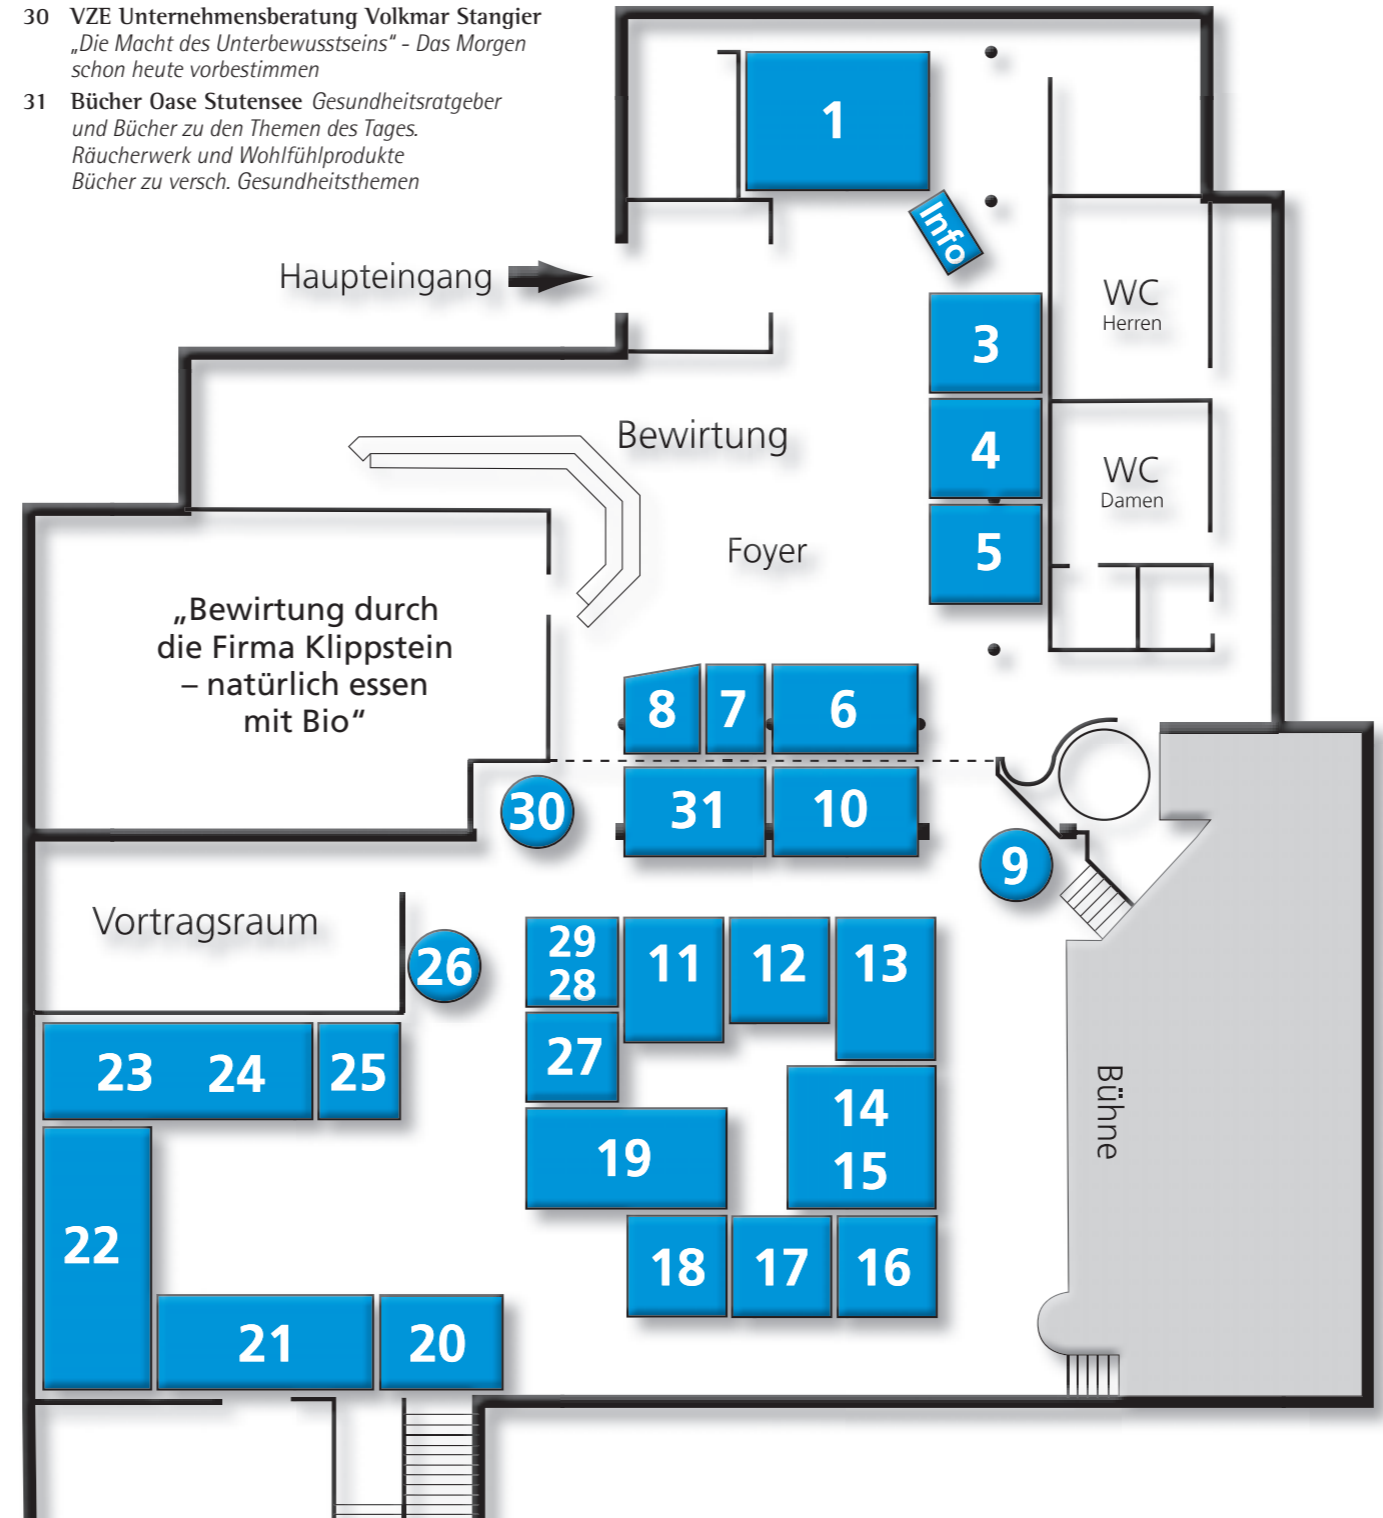 30 VZE Unternehmensberatung Volkmar Stangier
„Die Macht des Unterbewusstseins“ - Das Morgen
schon heute vorbestimmen
31 Bücher Oase Stutensee Gesundheitsratgeber
und Bücher zu den Themen des Tages.
Räucherwerk und Wohlfühlprodukte
Bücher zu versch. Gesundheitsthemen
1
Info
Haupteingang
WC
Herren
3
Bewirtung
4
WC
Damen
Foyer
5
„Bewirtung durch
die Firma Klippstein
– natürlich essen
mit Bio“
8 7 6
30
31 10
9
Vortragsraum
26
29
28
11 12 13
27
23 24 25
14
15
Bühne
19
22
18 17 16
21 20